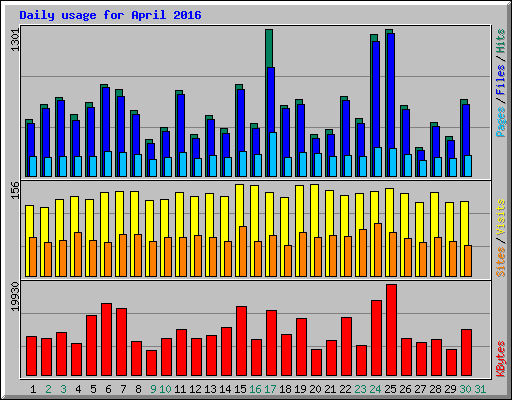 Daily usage for April 2016
1301
Pages / Files / Hits
156
Sites / Visits
19930
KBytes
1 2 3 4 5 6 7 8 9 10 11 12 13 14 15 16 17 18 19 20 21 22 23 24 25 26 27 28 29 30 31